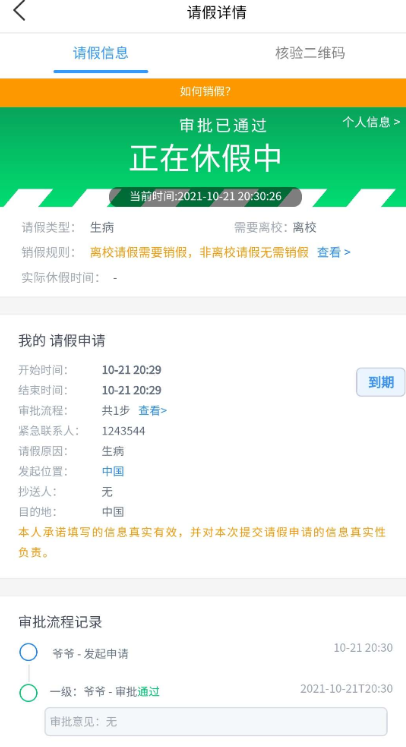 请假详情
请假信息 核验二维码
如何销假?
审批已通过 个人信息 >
正在休假中
当前时间:2021-10-21 20:30:26
请假类型: 生病 需要离校: 离校
销假规则: 离校请假需要销假，非离校请假无需销假 查看 >
实际休假时间: -
我的 请假申请
开始时间: 10-21 20:29
到期
结束时间: 10-21 20:29
审批流程: 共1步 查看>
紧急联系人: 1243544
请假原因: 生病
发起位置: 中国
抄送人: 无
目的地: 中国
本人承诺填写的信息真实有效，并对本次提交请假申请的信息真实性
负责。
审批流程记录
爷爷 - 发起申请 10-21 20:30
一级: 爷爷 - 审批通过 2021-10-21T20:30
审批意见: 无